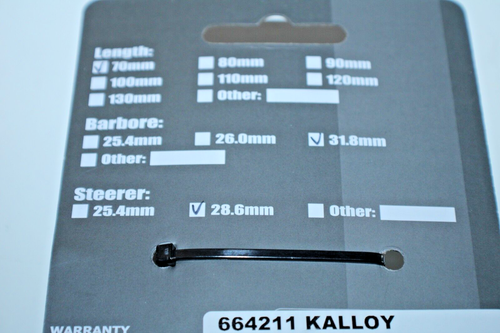 Length:
70mm 80mm 90mm
100mm 110mm 120mm
130mm Other:
Barbore:
25.4mm 26.0mm 31.8mm
Other:
Steerer:
25.4mm 28.6mm Other:
664211 KALLOY
WARRANTY